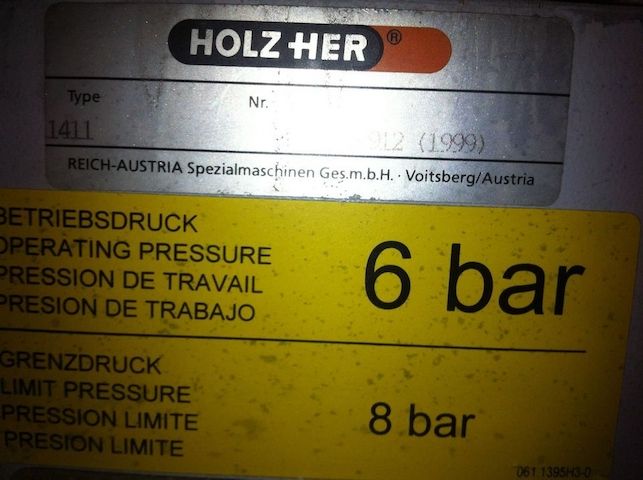 HOLZ-HER®
Type Nr.
1411 912 (1999)
REICH-AUSTRIA Spezialmaschinen Ges.m.b.H. · Voitsberg/Austria
BETRIEBSDRUCK
OPERATING PRESSURE
PRESSION DE TRAVAIL
PRESION DE TRABAJO
6 bar
GRENZDRUCK
LIMIT PRESSURE
PRESSION LIMITE
PRESION LIMITE
8 bar
061 1395H3-0